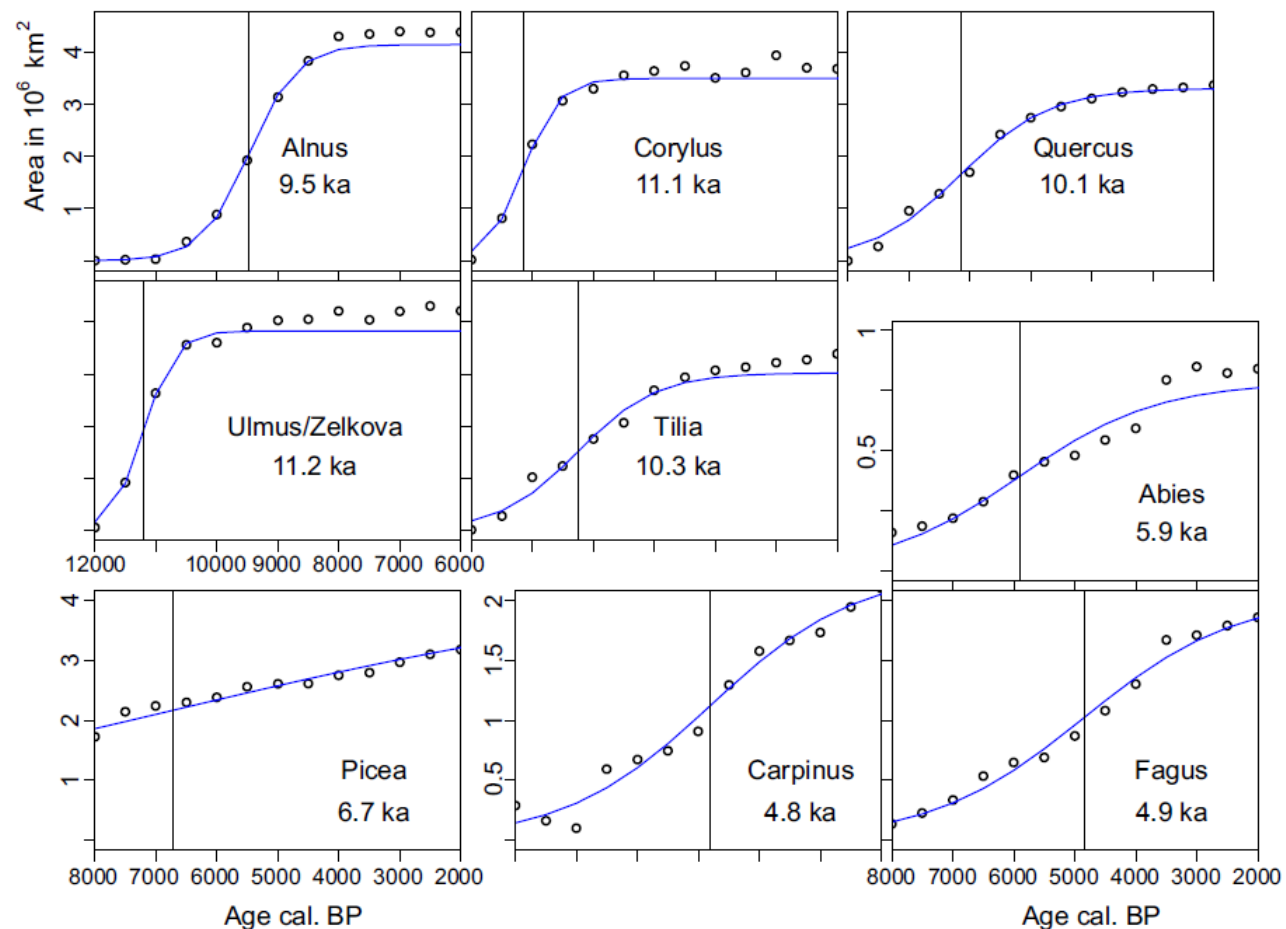 Area in 10⁶ km²
4
3
2
1
Alnus
9.5 ka
Corylus
11.1 ka
Quercus
10.1 ka
Ulmus/Zelkova
11.2 ka
12000 10000 9000 8000 7000 6000
Tilia
10.3 ka
1
0.5
Abies
5.9 ka
4
3
2
1
Picea
6.7 ka
8000 7000 6000 5000 4000 3000 2000
Age cal. BP
2
1.5
1
0.5
Carpinus
4.8 ka
Fagus
4.9 ka
8000 7000 6000 5000 4000 3000 2000
Age cal. BP